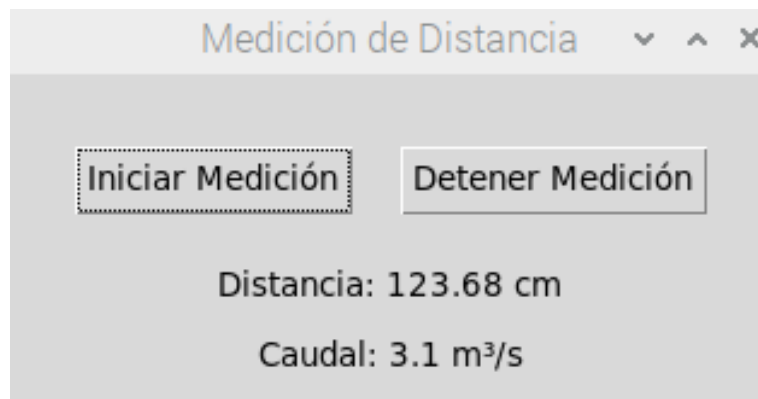 Medición de Distancia
Iniciar Medición Detener Medición
Distancia: 123.68 cm
Caudal: 3.1 m³/s